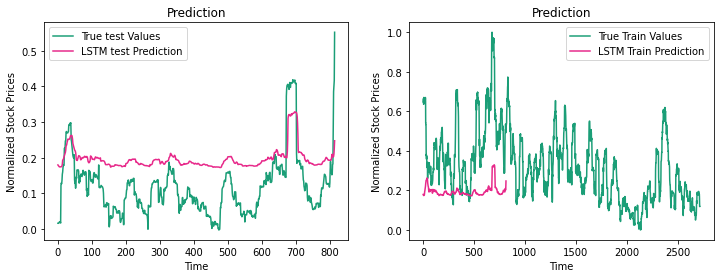 Prediction
True test Values
LSTM test Prediction
Normalized Stock Prices
0.5
0.4
0.3
0.2
0.1
0.0
0 100 200 300 400 500 600 700 800
Time
Prediction
True Train Values
LSTM Train Prediction
Normalized Stock Prices
1.0
0.8
0.6
0.4
0.2
0.0
0 500 1000 1500 2000 2500
Time